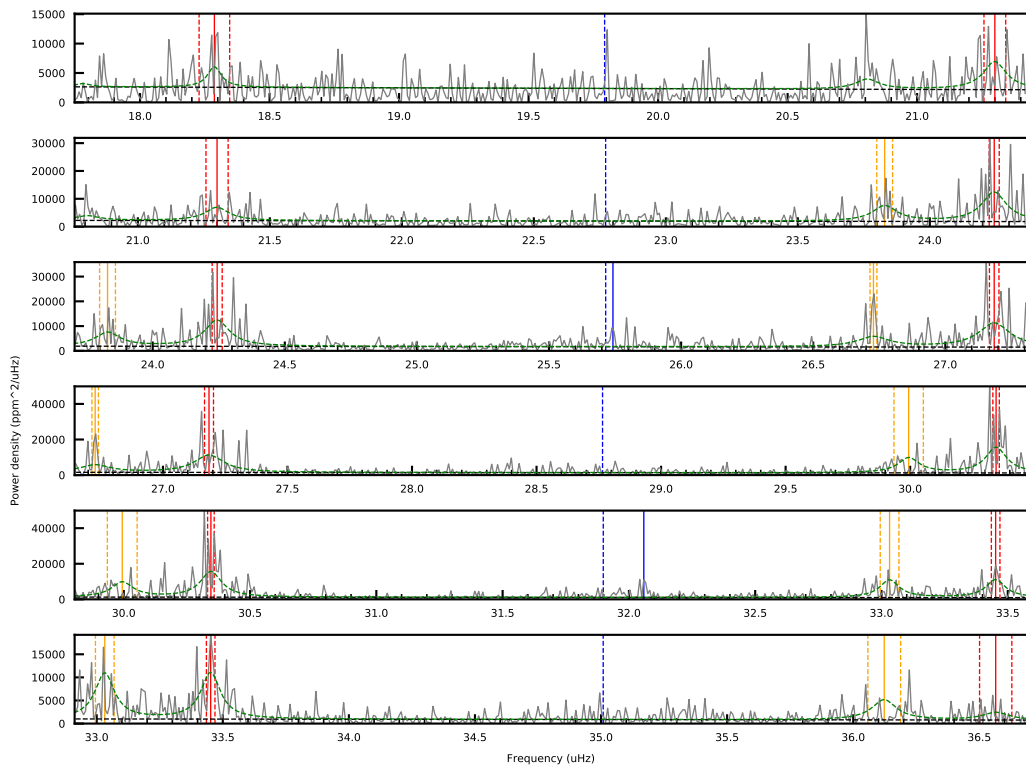 15000
10000
5000
0
18.0 18.5 19.0 19.5 20.0 20.5 21.0
30000
20000
10000
0
21.0 21.5 22.0 22.5 23.0 23.5 24.0
30000
20000
10000
0
24.0 24.5 25.0 25.5 26.0 26.5 27.0
Power density (ppm^2/uHz)
40000
20000
0
27.0 27.5 28.0 28.5 29.0 29.5 30.0
40000
20000
0
30.0 30.5 31.0 31.5 32.0 32.5 33.0 33.5
15000
10000
5000
0
33.0 33.5 34.0 34.5 35.0 35.5 36.0 36.5
Frequency (uHz)